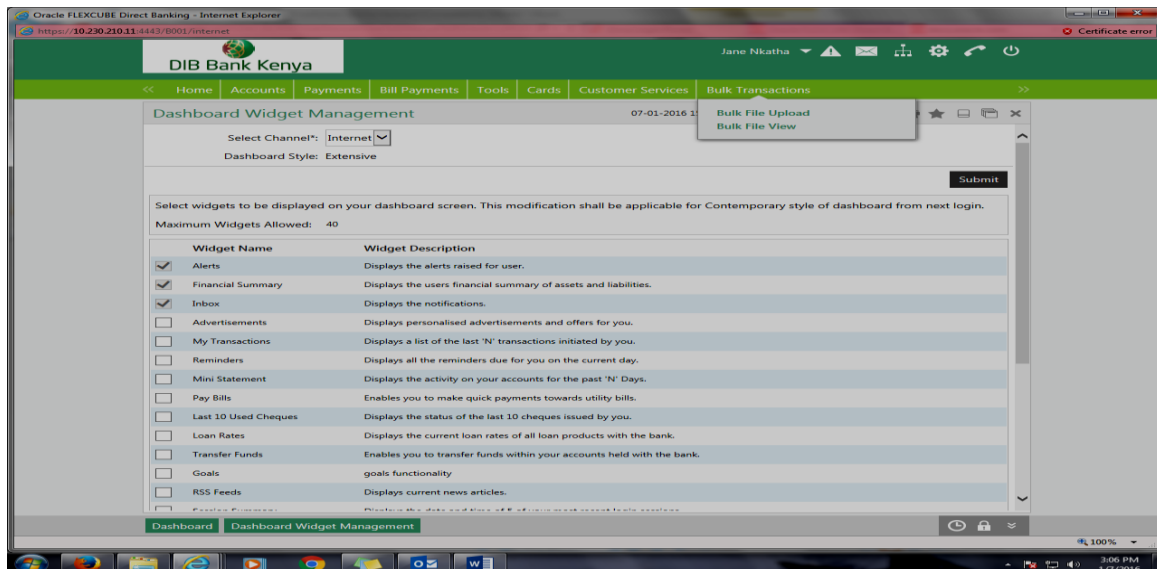 Oracle FLEXCUBE Direct Banking - Internet Explorer
https://10.230.210.11:4443/8001/internet
Certificate error
DIB Bank Kenya
Jane Nkatha
<< Home Accounts Payments Bill Payments Tools Cards Customer Services Bulk Transactions >>
Dashboard Widget Management 07-01-2016
Bulk File Upload
Bulk File View
Select Channel*: Internet
Dashboard Style: Extensive
Submit
Select widgets to be displayed on your dashboard screen. This modification shall be applicable for Contemporary style of dashboard from next login.
Maximum Widgets Allowed: 40
Widget Name Widget Description
Alerts Displays the alerts raised for user.
Financial Summary Displays the users financial summary of assets and liabilities.
Inbox Displays the notifications.
Advertisements Displays personalised advertisements and offers for you.
My Transactions Displays a list of the last 'N' transactions initiated by you.
Reminders Displays all the reminders due for you on the current day.
Mini Statement Displays the activity on your accounts for the past 'N' Days.
Pay Bills Enables you to make quick payments towards utility bills.
Last 10 Used Cheques Displays the status of the last 10 cheques issued by you.
Loan Rates Displays the current loan rates of all loan products with the bank.
Transfer Funds Enables you to transfer funds within your accounts held with the bank.
Goals goals functionality
RSS Feeds Displays current news articles.
Dashboard Dashboard Widget Management
100%
3:06 PM
1/7/2016